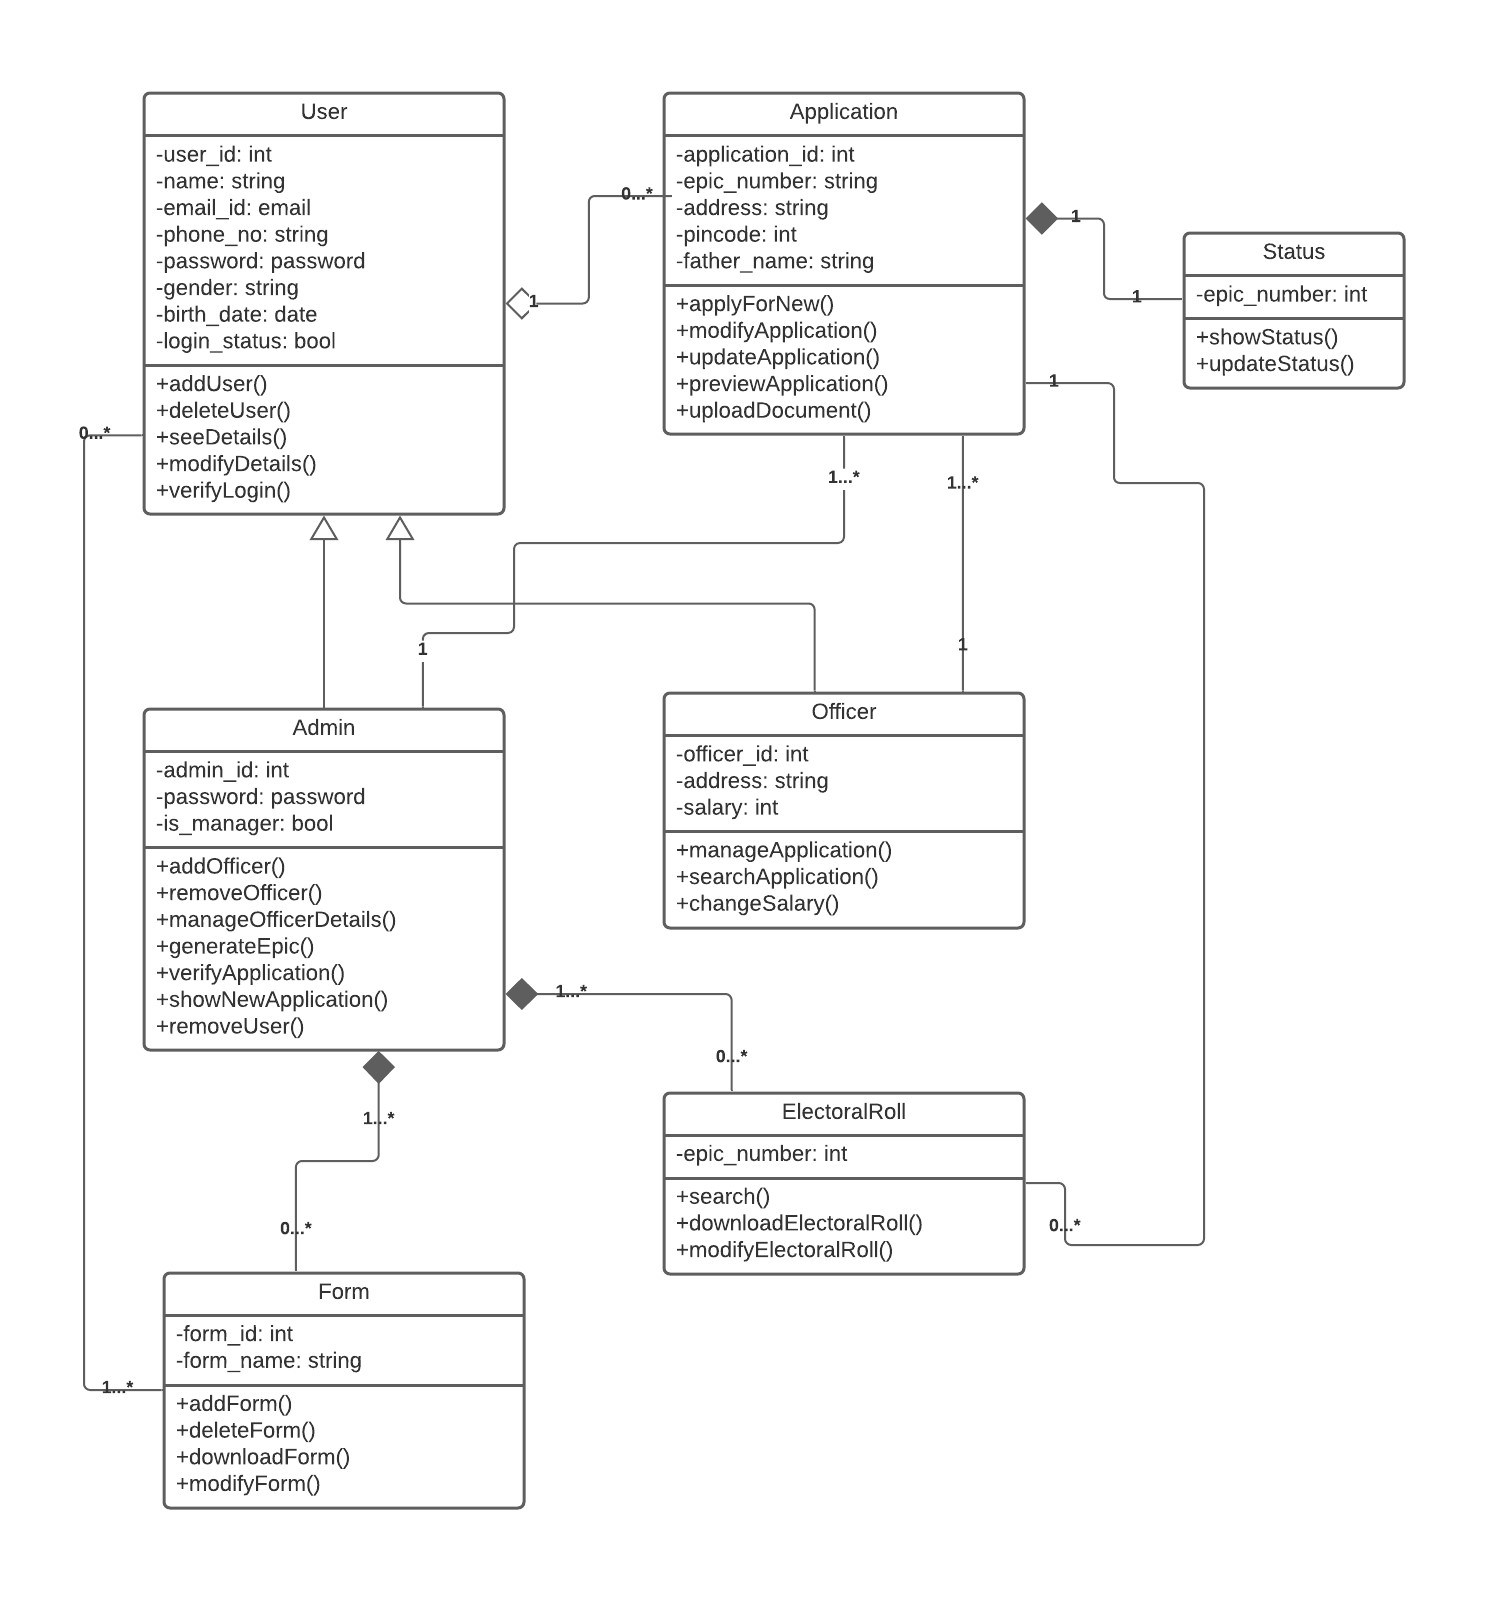 User
-user_id: int
-name: string
-email_id: email
-phone_no: string
-password: password
-gender: string
-birth_date: date
-login_status: bool
+addUser()
+deleteUser()
+seeDetails()
+modifyDetails()
+verifyLogin()
1
0...*
Application
-application_id: int
-epic_number: string
-address: string
-pincode: int
-father_name: string
+applyForNew()
+modifyApplication()
+updateApplication()
+previewApplication()
+uploadDocument()
1
1
Status
-epic_number: int
+showStatus()
+updateStatus()
1
0...*
1...*
1...*
1
1
Admin
-admin_id: int
-password: password
-is_manager: bool
+addOfficer()
+removeOfficer()
+manageOfficerDetails()
+generateEpic()
+verifyApplication()
+showNewApplication()
+removeUser()
Officer
-officer_id: int
-address: string
-salary: int
+manageApplication()
+searchApplication()
+changeSalary()
1...*
0...*
1...*
0...*
ElectoralRoll
-epic_number: int
+search()
+downloadElectoralRoll()
+modifyElectoralRoll()
0...*
Form
-form_id: int
-form_name: string
+addForm()
+deleteForm()
+downloadForm()
+modifyForm()
1...*